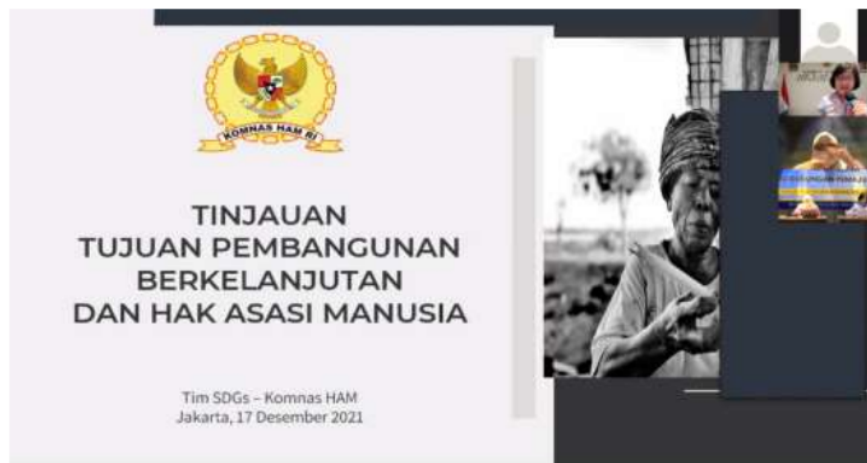 KOMNAS HAM RI
TINJAUAN
TUJUAN PEMBANGUNAN
BERKELANJUTAN
DAN HAK ASASI MANUSIA
Tim SDGs – Komnas HAM
Jakarta, 17 Desember 2021